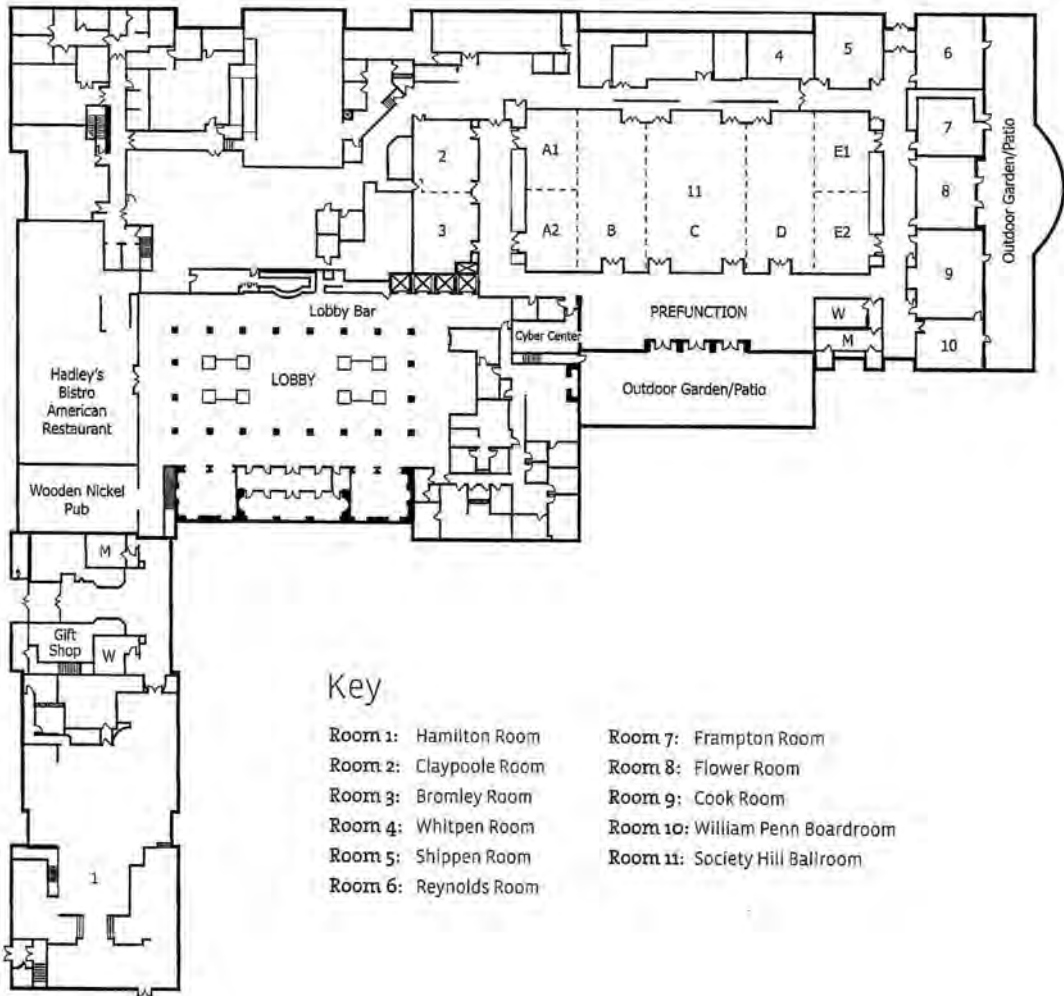 4
5
6
2
A1
E1
7
Outdoor Garden/Patio
11
8
3
A2
B
C
D
E2
9
Lobby Bar
PREFUNCTION
W
Cyber Center
M
10
Hadley's
Bistro
American
Restaurant
LOBBY
Outdoor Garden/Patio
Wooden Nickel
Pub
M
Gift
Shop
W
1
Key
Room 1: Hamilton Room
Room 2: Claypoole Room
Room 3: Bromley Room
Room 4: Whitpen Room
Room 5: Shippen Room
Room 6: Reynolds Room
Room 7: Frampton Room
Room 8: Flower Room
Room 9: Cook Room
Room 10: William Penn Boardroom
Room 11: Society Hill Ballroom